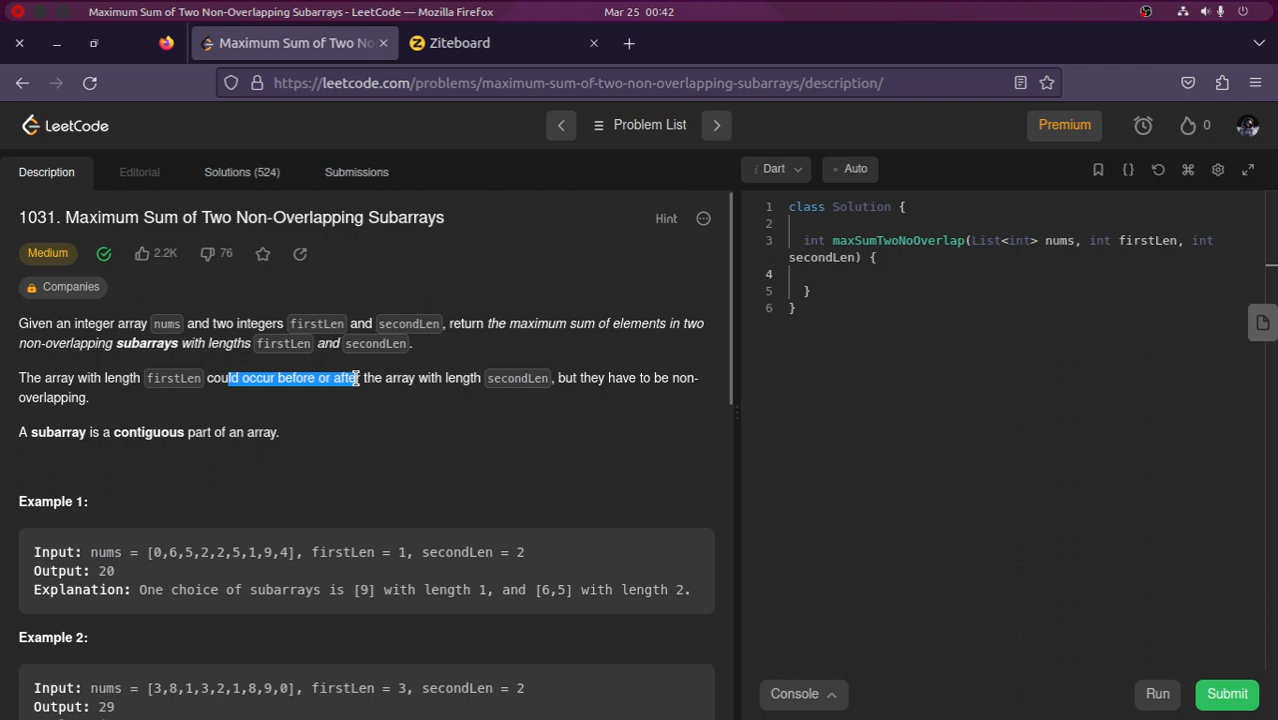 Maximum Sum of Two Non-Overlapping Subarrays - LeetCode — Mozilla Firefox
Mar 25 00:42
Maximum Sum of Two No
Ziteboard
https://leetcode.com/problems/maximum-sum-of-two-non-overlapping-subarrays/description/
LeetCode
Problem List
Premium
0
Description
Editorial
Solutions (524)
Submissions
i Dart
Auto
1031. Maximum Sum of Two Non-Overlapping Subarrays
Hint
Medium
2.2K
76
Companies
Given an integer array nums and two integers firstLen and secondLen, return the maximum sum of elements in two
non-overlapping subarrays with lengths firstLen and secondLen.
The array with length firstLen could occur before or after the array with length secondLen, but they have to be non-
overlapping.
A subarray is a contiguous part of an array.
Example 1:
Input: nums = [0,6,5,2,2,5,1,9,4], firstLen = 1, secondLen = 2
Output: 20
Explanation: One choice of subarrays is [9] with length 1, and [6,5] with length 2.
Example 2:
Input: nums = [3,8,1,3,2,1,8,9,0], firstLen = 3, secondLen = 2
Output: 29
1 class Solution {
2
3 int maxSumTwoNoOverlap(List<int> nums, int firstLen, int
secondLen) {
4
5 }
6 }
Console
Run
Submit